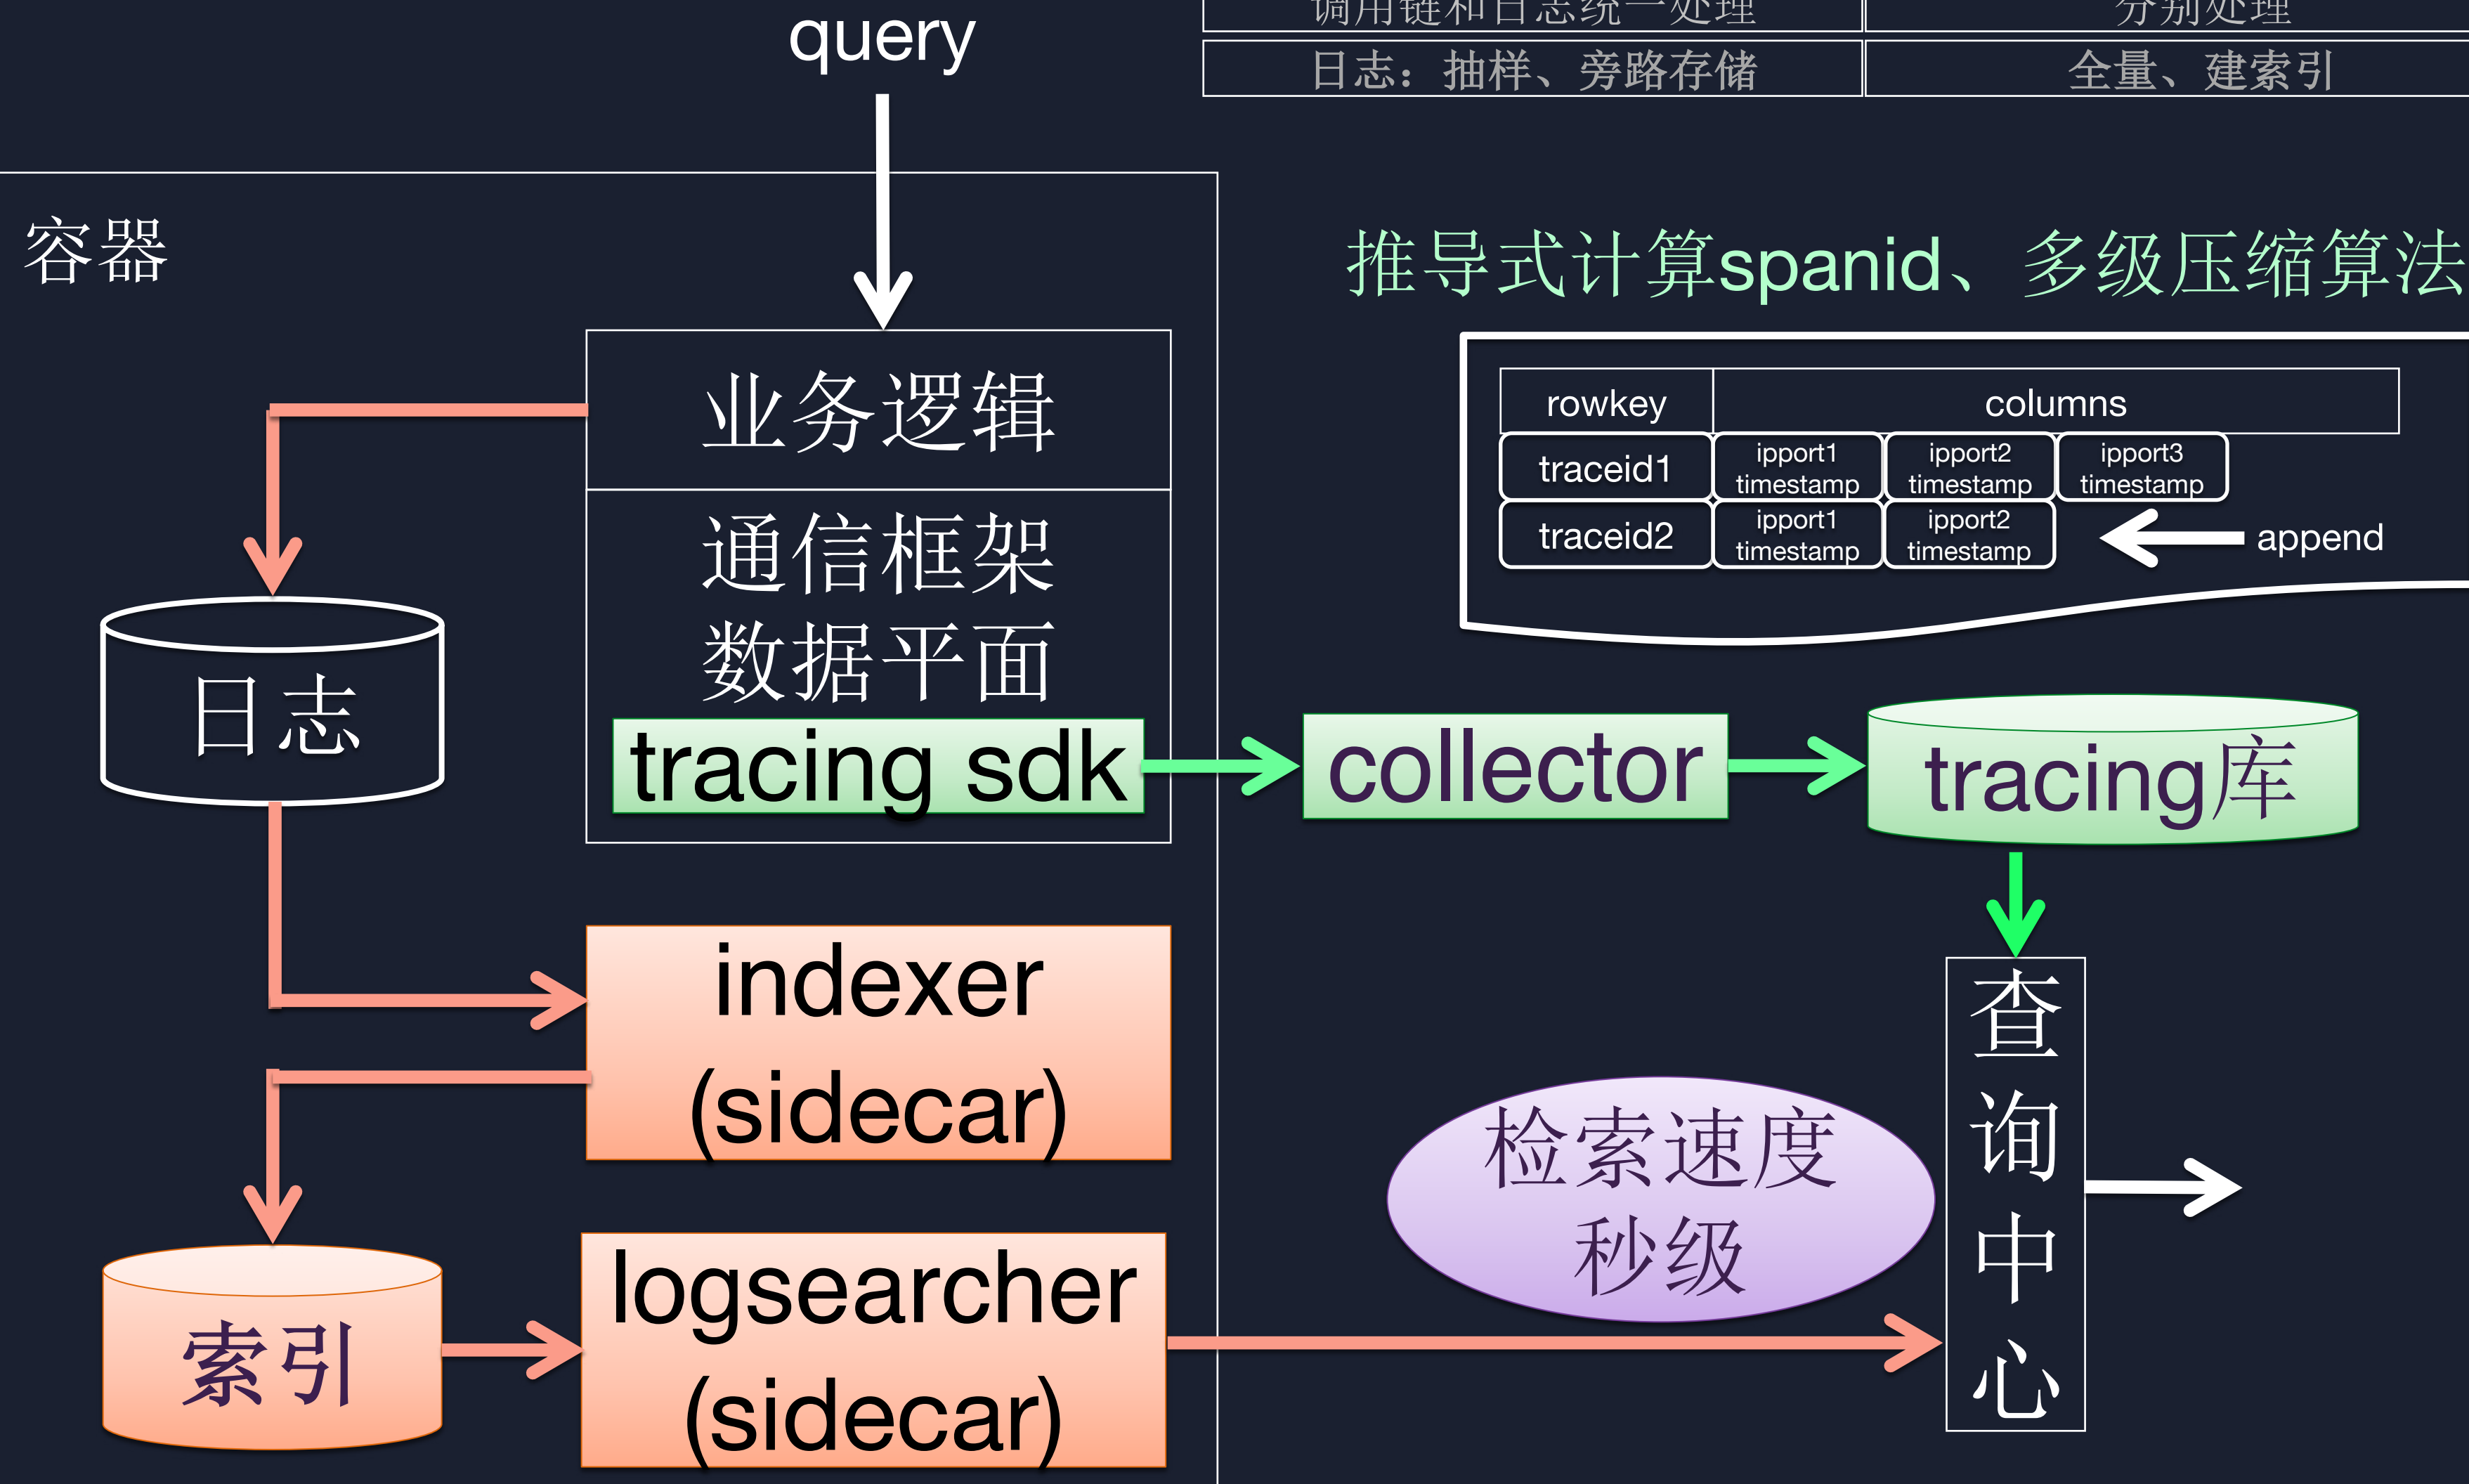 query
调用链和日志统一处理
分别处理
日志：抽样、旁路存储
全量、建索引
容器
推导式计算spanid、多级压缩算法
业务逻辑
通信框架
数据平面
tracing sdk
rowkey
columns
traceid1
ipport1
timestamp
ipport2
timestamp
ipport3
timestamp
traceid2
ipport1
timestamp
ipport2
timestamp
append
日志
collector
tracing库
indexer
(sidecar)
索引
logsearcher
(sidecar)
检索速度
秒级
查
询
中
心